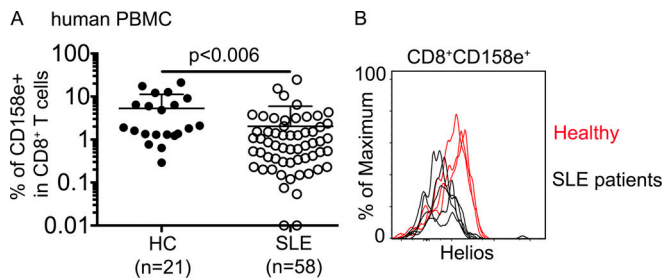 A
human PBMC
p<0.006
% of CD158e+
in CD8⁺ T cells
100
10
1
0.1
0.01
HC
(n=21)
SLE
(n=58)
B
CD8⁺CD158e⁺
100
% of Maximum
0
Helios
Healthy
SLE patients